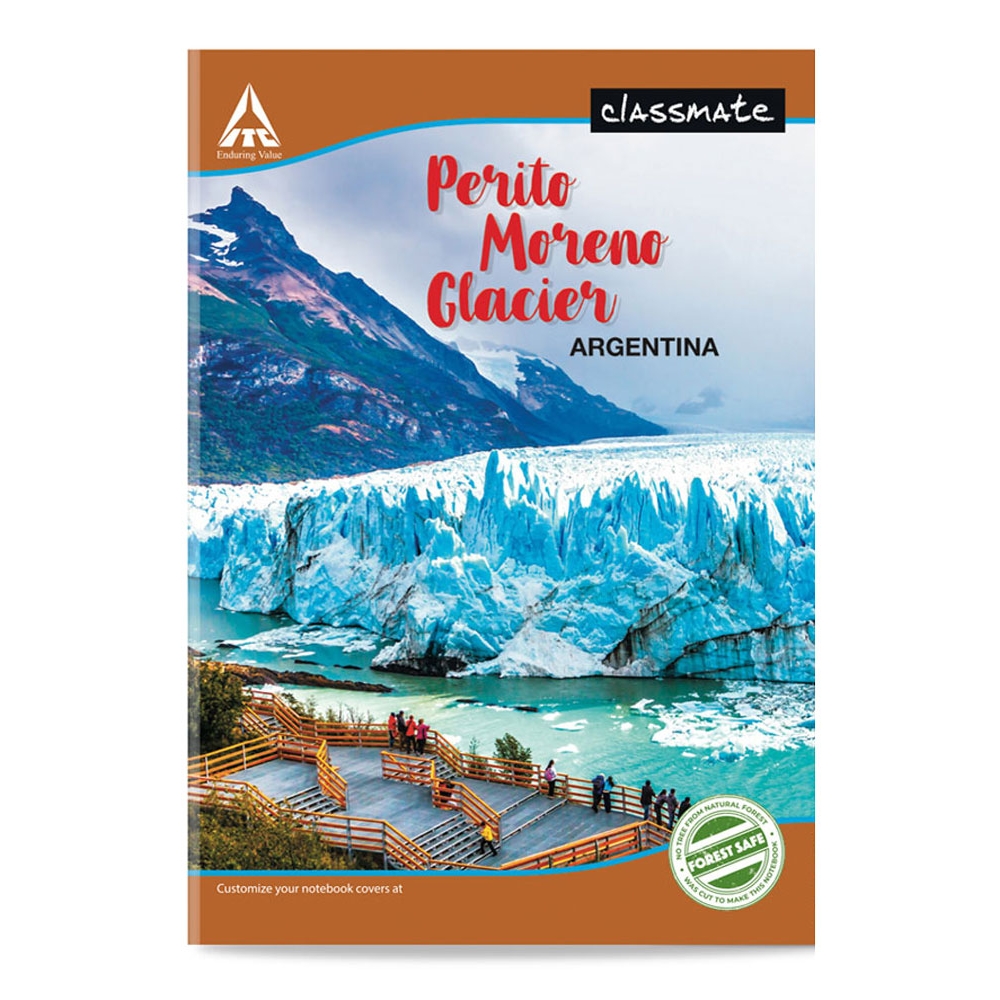 ITC
Enduring Value
classmate
Perito
Moreno
Glacier
ARGENTINA
Customize your notebook covers at
NO TREE FROM NATURAL FOREST
FOREST SAFE
WAS CUT TO MAKE THIS NOTEBOOK